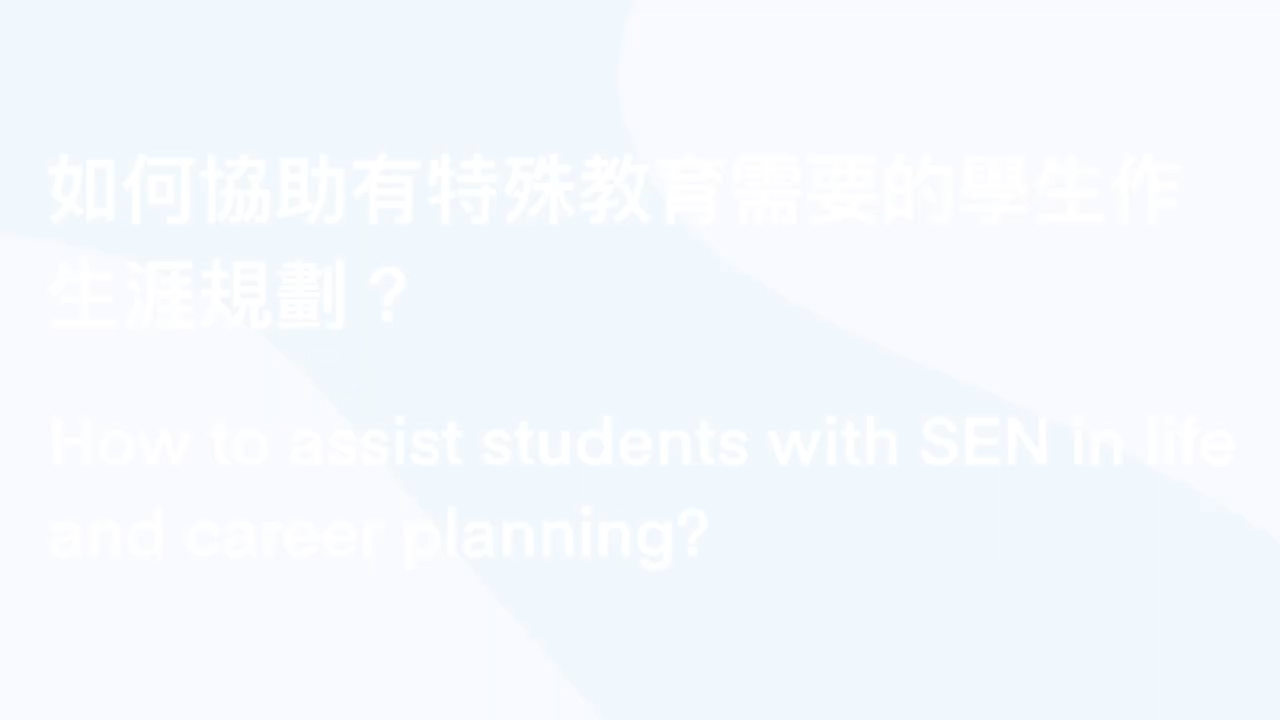 如何協助有特殊教育需要的學生作
生涯規劃？
How to assist students with SEN in life
and career planning?